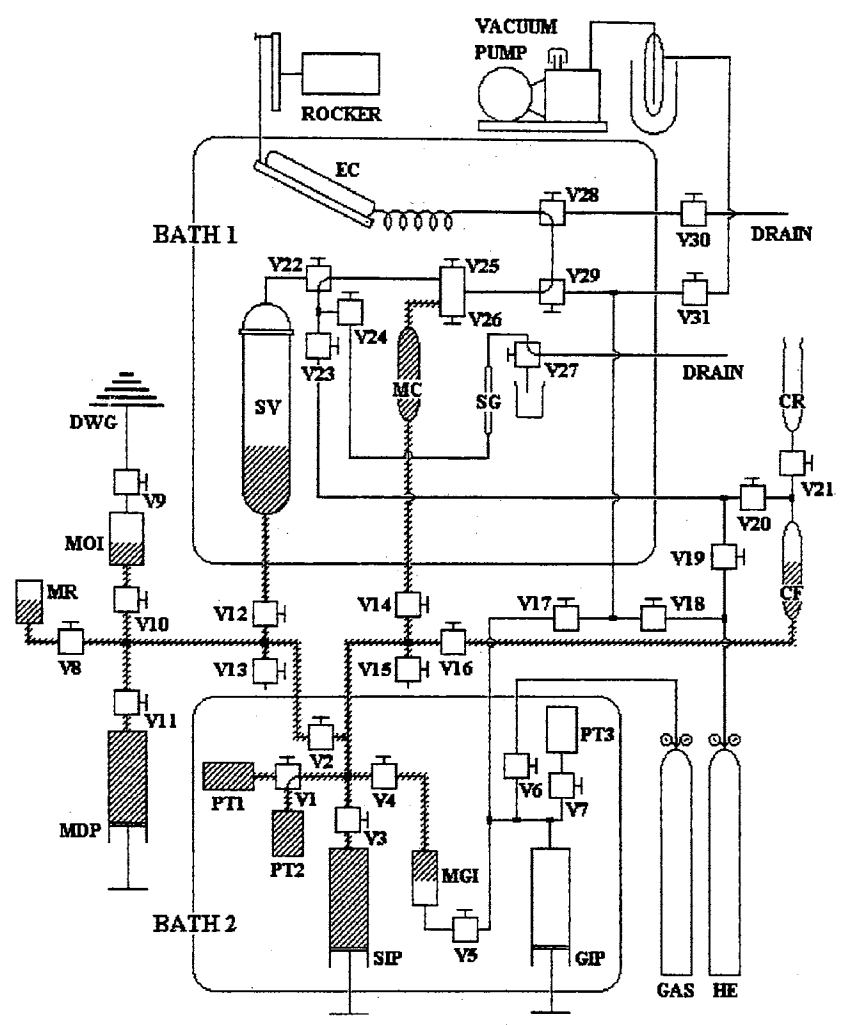 VACUUM
PUMP
ROCKER
EC
V28
BATH 1
V30
DRAIN
V22
V25
V29
V26
V24
V31
V23
V27
DRAIN
MC
SG
CR
SV
DWG
V21
V9
V20
MOI
V19
MR
CF
V10
V12
V14
V17
V18
V8
V13
V15
V16
V11
PT3
V2
V6
PT1
V1
V4
V7
MDP
V3
PT2
MGI
BATH 2
V5
SIP
GIP
GAS
HE